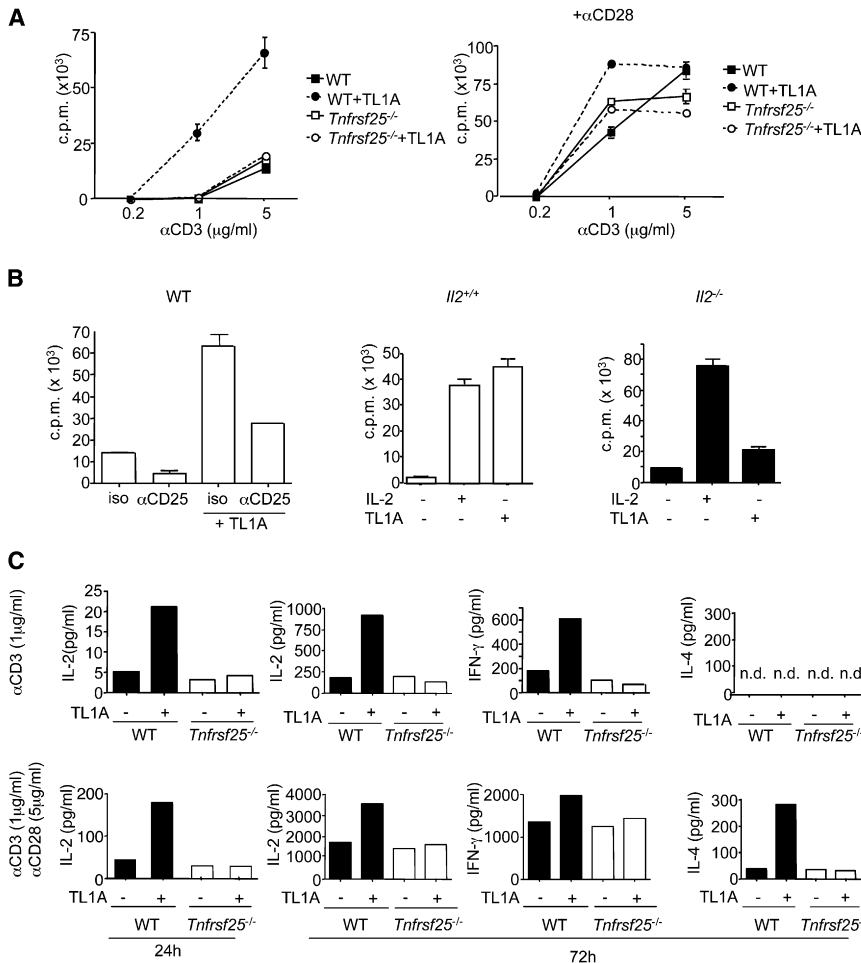 A
+αCD28
c.p.m. (x10³)
75
50
25
0
0.2 1 5
αCD3 (μg/ml)
WT
WT+TL1A
Tnfrsf25-/-
Tnfrsf25-/-+TL1A
c.p.m. (x10³)
100
75
50
25
0
0.2 1 5
αCD3 (μg/ml)
WT
WT+TL1A
Tnfrsf25-/-
Tnfrsf25-/-+TL1A
B
WT
c.p.m. (x 10³)
70
60
50
40
30
20
10
0
iso αCD25 iso αCD25
+ TL1A
Il2+/+
c.p.m. (x 10³)
50
40
30
20
10
0
IL-2 - + -
TL1A - - +
Il2-/-
c.p.m. (x 10³)
80
60
40
20
0
IL-2 - + -
TL1A - - +
C
αCD3 (1μg/ml)
IL-2(pg/ml)
25
20
15
10
5
0
TL1A - + - +
WT Tnfrsf25-/-
IL-2 (pg/ml)
1000
750
500
250
0
TL1A - + - +
WT Tnfrsf25-/-
IFN-γ (pg/ml)
600
400
200
0
TL1A - + - +
WT Tnfrsf25-/-
IL-4 (pg/ml)
300
200
100
0
n.d. n.d. n.d. n.d.
TL1A - + - +
WT Tnfrsf25-/-
αCD3 (1μg/ml)
αCD28 (5μg/ml)
IL-2 (pg/ml)
200
100
0
TL1A - + - +
WT Tnfrsf25-/-
24h
IL-2 (pg/ml)
4000
3000
2000
1000
0
TL1A - + - +
WT Tnfrsf25-/-
IFN-γ (pg/ml)
2000
1000
0
TL1A - + - +
WT Tnfrsf25-/-
IL-4 (pg/ml)
300
200
100
0
TL1A - + - +
WT Tnfrsf25-/-
72h